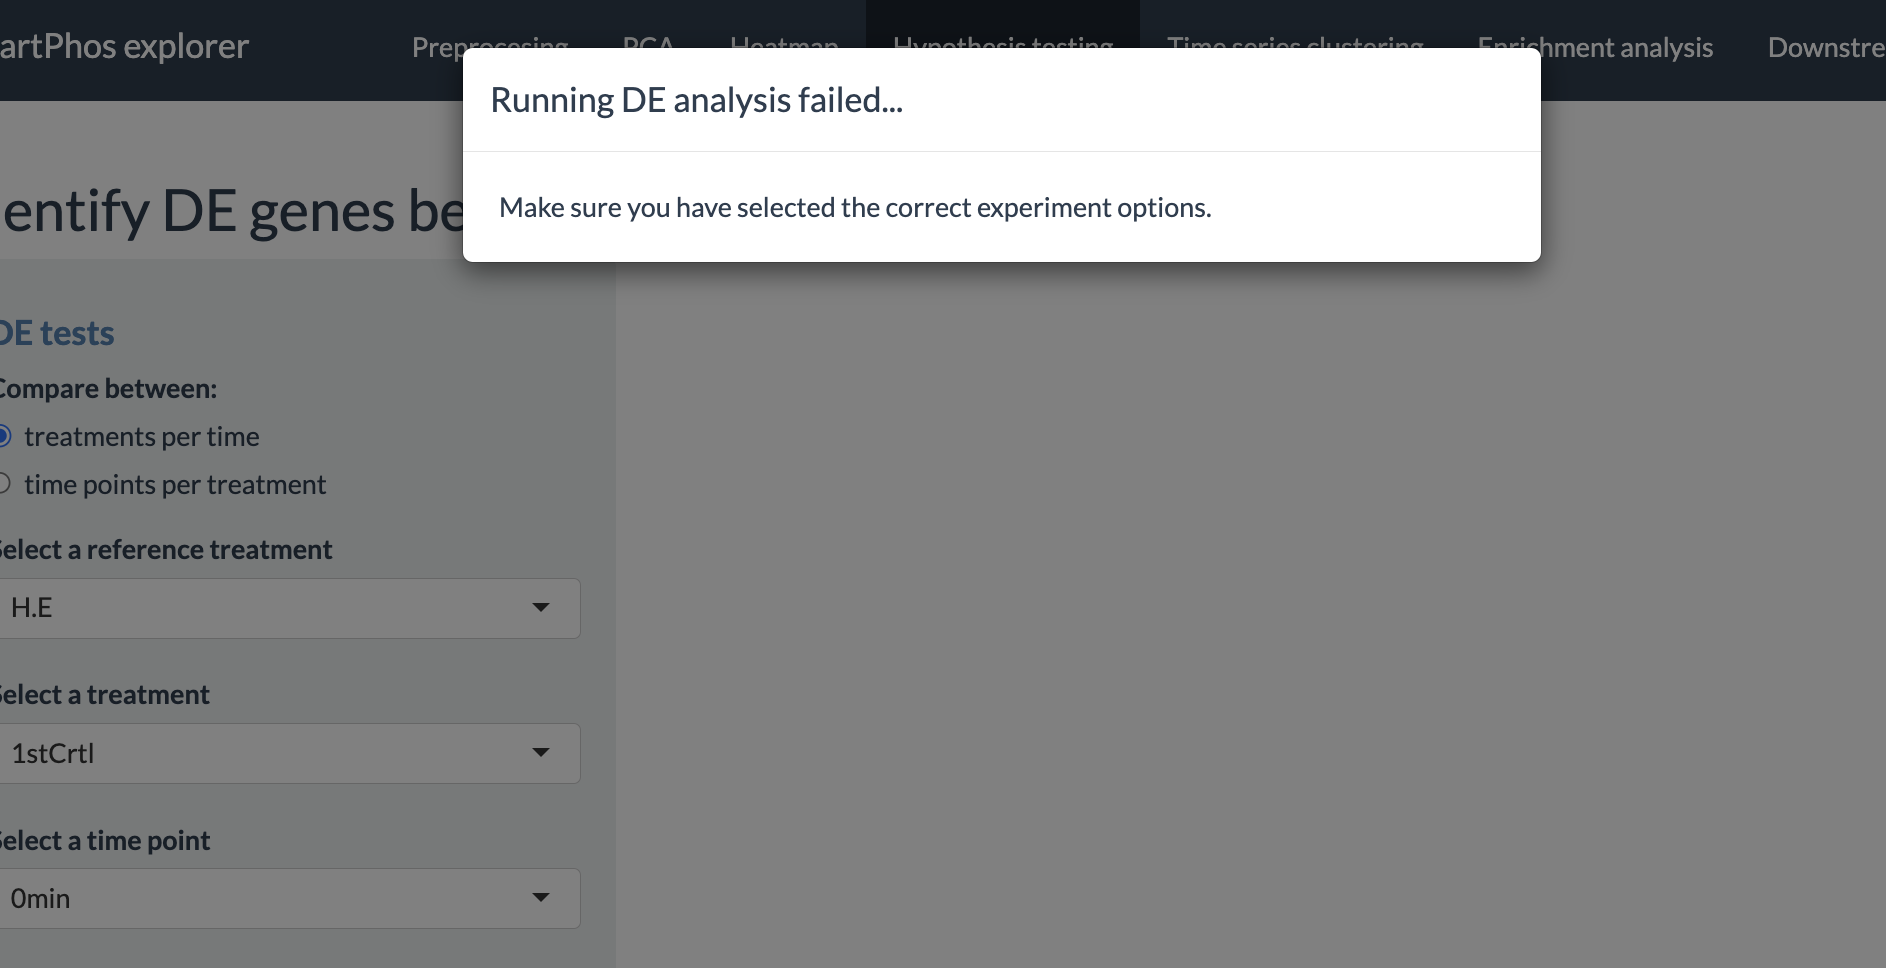 artPhos explorer
Preprocesing PCA Heatmap Hypothesis testing Time series clustering Enrichment analysis Downstre
Running DE analysis failed...
Make sure you have selected the correct experiment options.
entify DE genes be
DE tests
Compare between:
treatments per time
time points per treatment
Select a reference treatment
H.E
Select a treatment
1stCrtl
Select a time point
0min